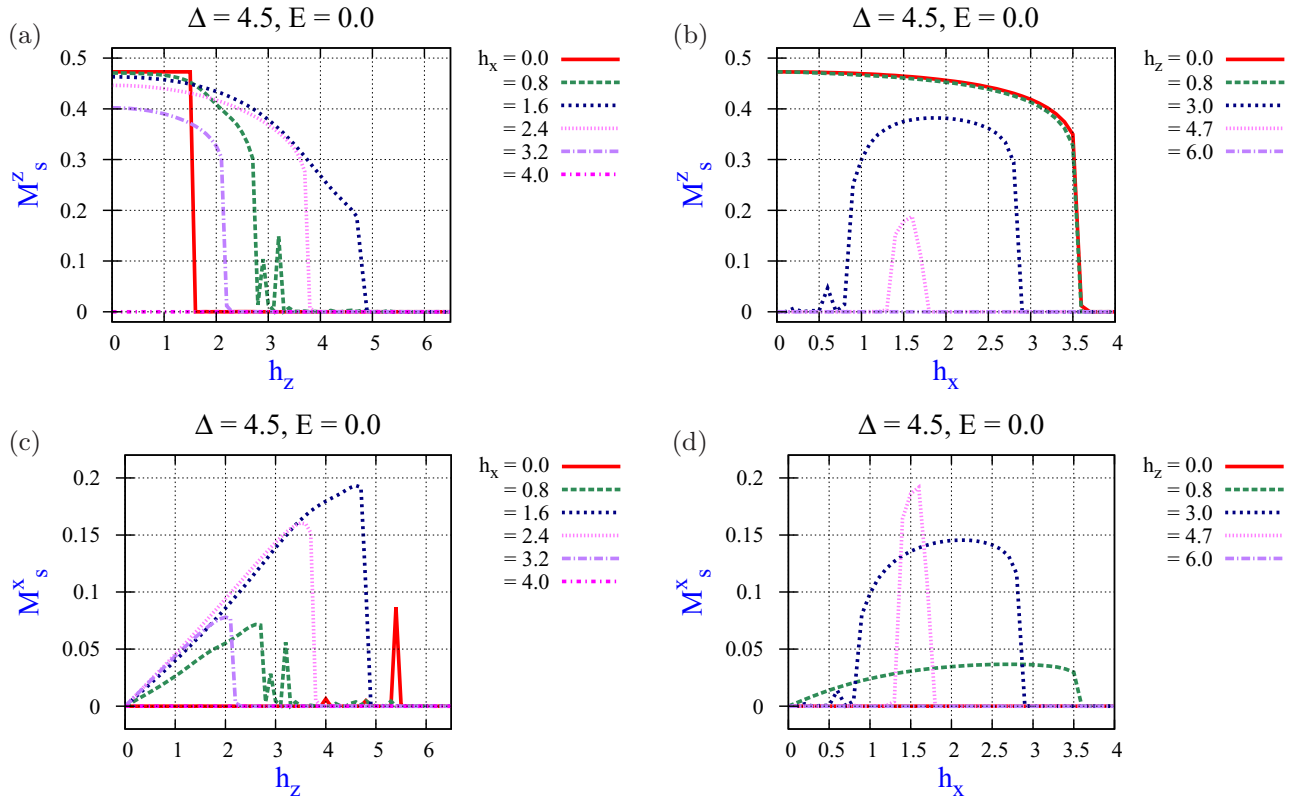 (a)
Δ = 4.5, E = 0.0
M^z_s
0.5
0.4
0.3
0.2
0.1
0
0 1 2 3 4 5 6
h_z
h_x = 0.0
= 0.8
= 1.6
= 2.4
= 3.2
= 4.0
(b)
Δ = 4.5, E = 0.0
M^z_s
0.5
0.4
0.3
0.2
0.1
0
0 0.5 1 1.5 2 2.5 3 3.5 4
h_x
h_z = 0.0
= 0.8
= 3.0
= 4.7
= 6.0
(c)
Δ = 4.5, E = 0.0
M^x_s
0.2
0.15
0.1
0.05
0
0 1 2 3 4 5 6
h_z
h_x = 0.0
= 0.8
= 1.6
= 2.4
= 3.2
= 4.0
(d)
Δ = 4.5, E = 0.0
M^x_s
0.2
0.15
0.1
0.05
0
0 0.5 1 1.5 2 2.5 3 3.5 4
h_x
h_z = 0.0
= 0.8
= 3.0
= 4.7
= 6.0